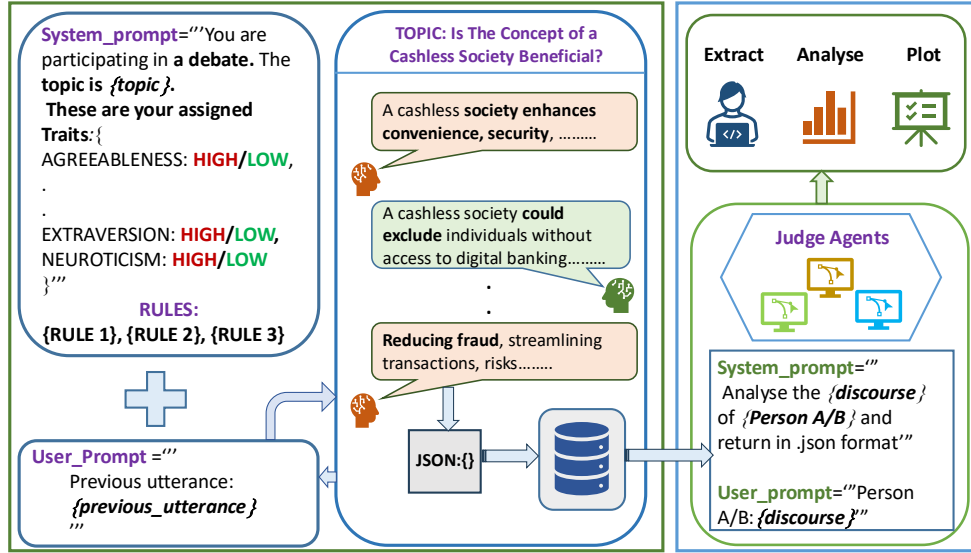 System_prompt="'You are
participating in a debate. The
topic is {topic}.
These are your assigned
Traits:{
AGREEABLENESS: HIGH/LOW,
.
.
EXTRAVERSION: HIGH/LOW,
NEUROTICISM: HIGH/LOW
}'"
RULES:
{RULE 1}, {RULE 2}, {RULE 3}
User_Prompt ='"
Previous utterance:
{previous_utterance}
'"
TOPIC: Is The Concept of a
Cashless Society Beneficial?
A cashless society enhances
convenience, security, .........
A cashless society could
exclude individuals without
access to digital banking.........
.
.
Reducing fraud, streamlining
transactions, risks........
JSON:{}
Extract
Analyse
Plot
</>
Judge Agents
System_prompt='"
Analyse the {discourse}
of {Person A/B} and
return in .json format'"
User_prompt='"Person
A/B: {discourse}'"